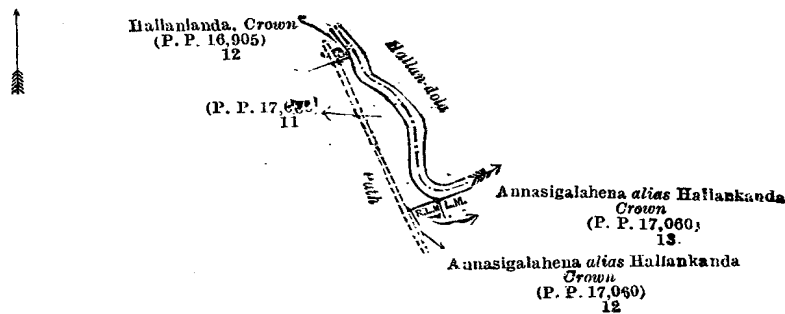 Hallanlanda, Crown
(P. P. 16,905)
12
Hallan-dola
(P. P. 17,
11
Path
R.L.M.
L.M.
Annasigalahena alias Hallankanda
Crown
(P. P. 17,060;
13.
Annasigalahena alias Hallankanda
Crown
(P. P. 17,060)
12